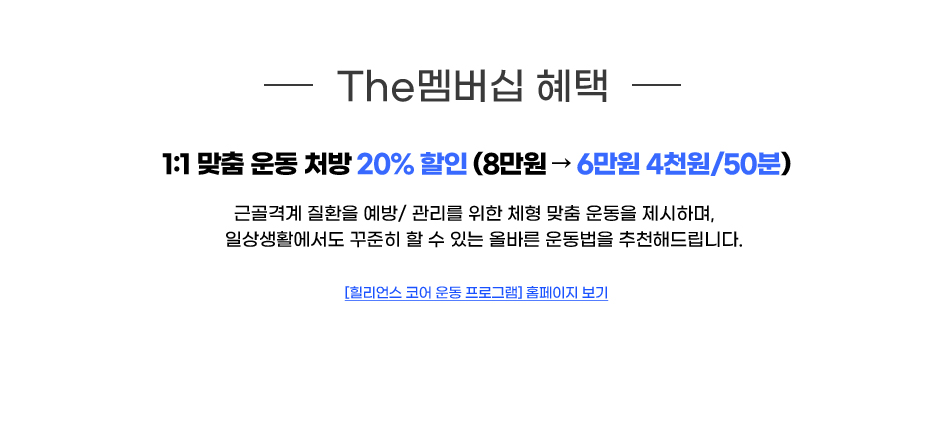 The멤버십 혜택
1:1 맞춤 운동 처방 20% 할인 (8만원 → 6만원 4천원/50분)
근골격계 질환을 예방/ 관리를 위한 체형 맞춤 운동을 제시하며,
일상생활에서도 꾸준히 할 수 있는 올바른 운동법을 추천해드립니다.
[힐리언스 코어 운동 프로그램] 홈페이지 보기